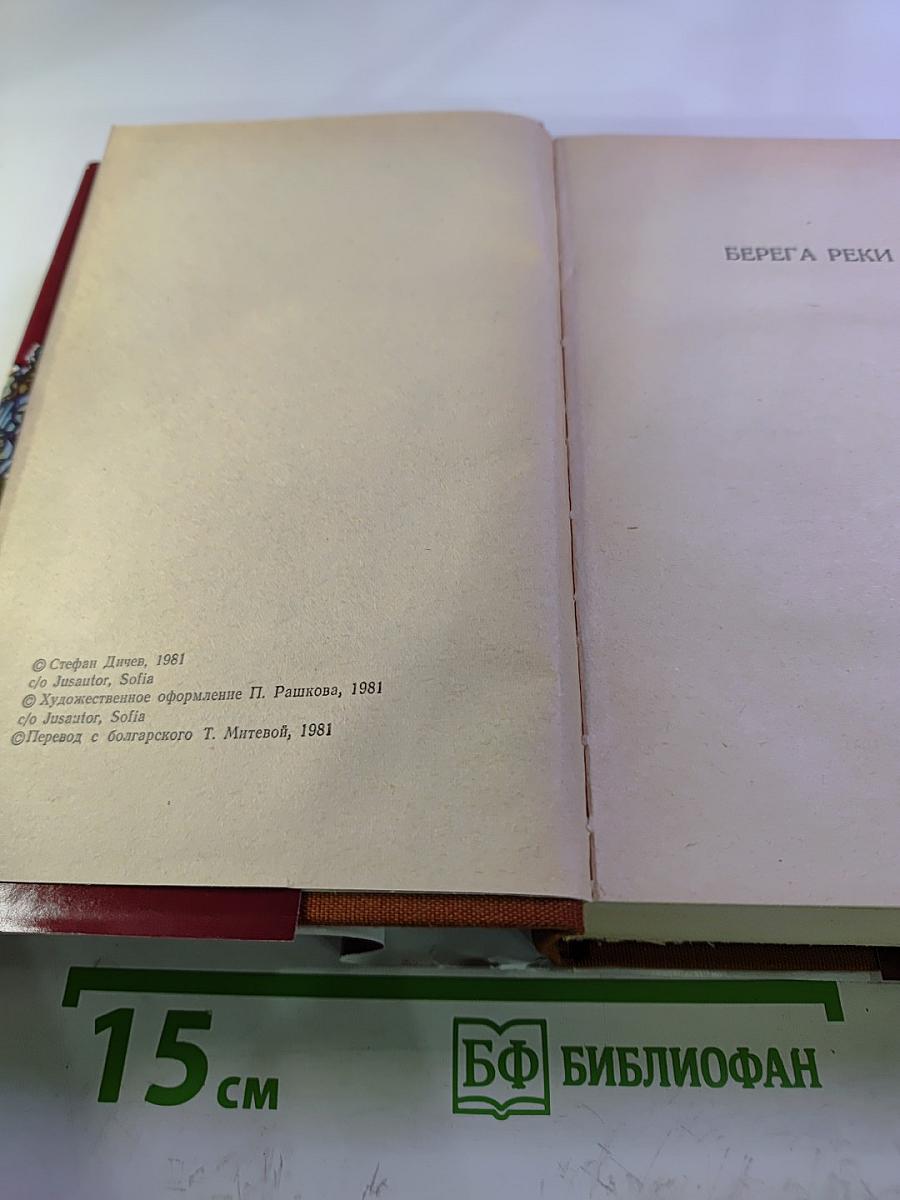 БЕРЕГА РЕКИ
© Стефан Дичев, 1981
c/o Jusautor, Sofia
© Художественное оформление П. Рашкова, 1981
c/o Jusautor, Sofia
© Перевод с болгарского Т. Митевой, 1981
15 см
БФ БИБЛИОФАН